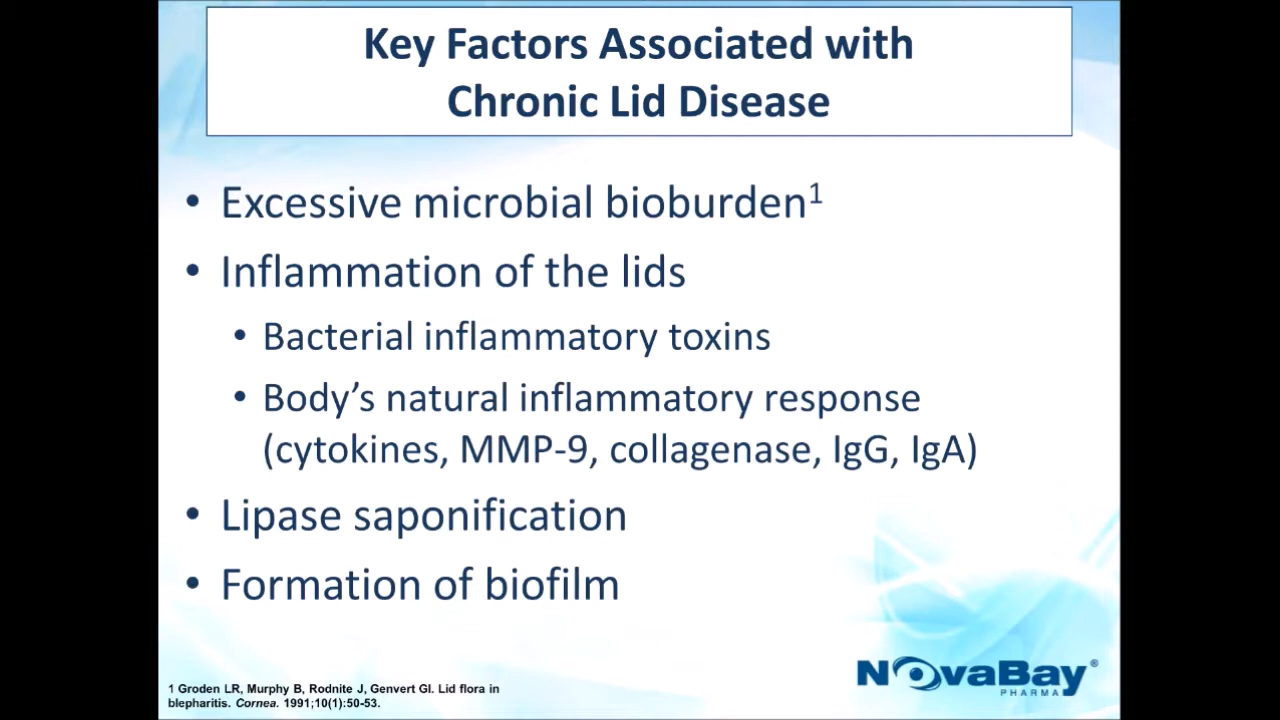 Key Factors Associated with
Chronic Lid Disease
• Excessive microbial bioburden¹
• Inflammation of the lids
• Bacterial inflammatory toxins
• Body’s natural inflammatory response
(cytokines, MMP-9, collagenase, IgG, IgA)
• Lipase saponification
• Formation of biofilm
NovaBay®
PHARMA
1 Groden LR, Murphy B, Rodnite J, Genvert GI. Lid flora in
blepharitis. Cornea. 1991;10(1):50-53.